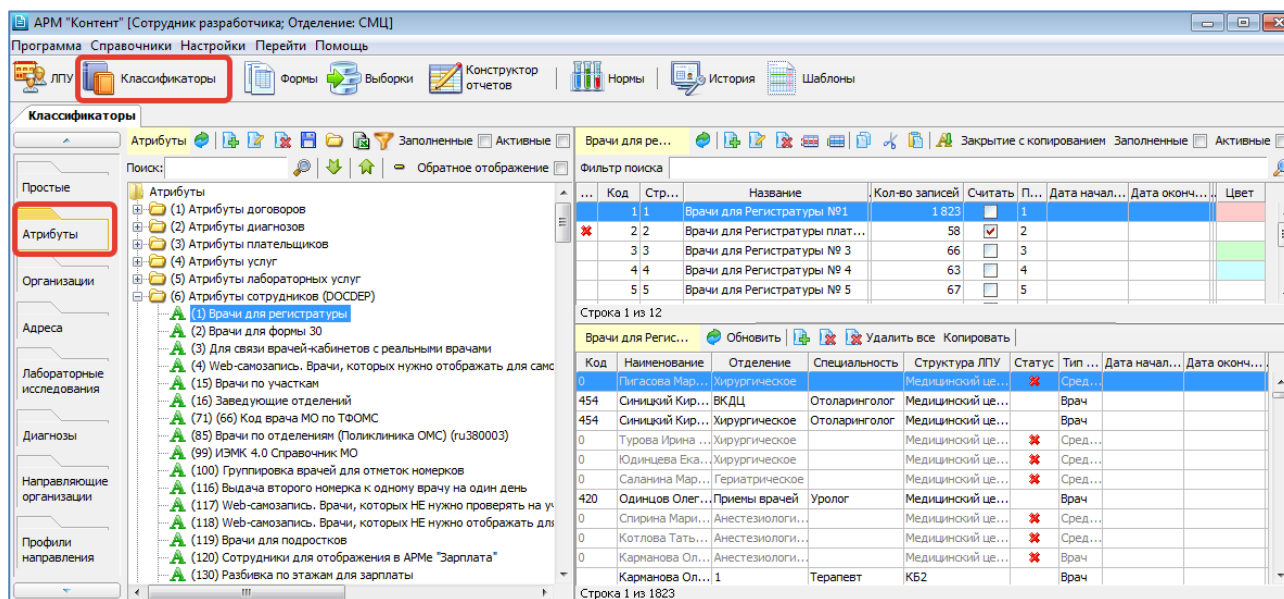 АРМ "Контент" [Сотрудник разработчика; Отделение: СМЦ]
Программа Справочники Настройки Перейти Помощь
ЛПУ Классификаторы Формы Выборки Конструктор отчетов Нормы История Шаблоны
Классификаторы
Простые
Атрибуты
Организации
Адреса
Лабораторные
исследования
Диагнозы
Направляющие
организации
Профили
направления
Атрибуты Заполненные Активные
Поиск: Обратное отображение
Атрибуты
(1) Атрибуты договоров
(2) Атрибуты диагнозов
(3) Атрибуты плательщиков
(4) Атрибуты услуг
(5) Атрибуты лабораторных услуг
(6) Атрибуты сотрудников (DOCDEP)
(1) Врачи для регистратуры
(2) Врачи для формы 30
(3) Для связи врачей-кабинетов с реальными врачами
(4) Web-самозапись. Врачи, которых нужно отображать для само
(15) Врачи по участкам
(16) Заведующие отделений
(71) (66) Код врача МО по ТФОМС
(85) Врачи по отделениям (Поликлиника ОМС) (ru380003)
(99) ИЭМК 4.0 Справочник МО
(100) Группировка врачей для отметок номерков
(116) Выдача второго номерка к одному врачу на один день
(117) Web-самозапись. Врачи, которых НЕ нужно проверять на уч
(118) Web-самозапись. Врачи, которых НЕ нужно отображать для
(119) Врачи для подростков
(120) Сотрудники для отображения в АРМе "Зарплата"
(130) Разбивка по этажам для зарплаты
Врачи для ре... Закрытие с копированием Заполненные Активные
Фильтр поиска
... Код Стр... Название Кол-во записей Считать П... Дата начал... Дата оконч... .. Цвет
1 1 Врачи для Регистратуры №1 1 823 1
2 2 Врачи для Регистратуры плат... 58 2
3 3 Врачи для Регистратуры № 3 66 3
4 4 Врачи для Регистратуры № 4 63 4
5 5 Врачи для Регистратуры № 5 67 5
Строка 1 из 12
Врачи для Регис... Обновить Удалить все Копировать
Код Наименование Отделение Специальность Структура ЛПУ Статус Тип ... Дата начал... Дата оконч...
0 Пигасова Мар... Хирургическое Медицинский це... Сред...
454 Синицкий Кир... ВКДЦ Отоларинголог Медицинский це... Врач
454 Синицкий Кир... Хирургическое Отоларинголог Медицинский це... Врач
0 Турова Ирина ... Хирургическое Медицинский це... Сред...
0 Юдинцева Ека... Хирургическое Медицинский це... Сред...
0 Саланина Мар... Гериатрическое Медицинский це... Сред...
420 Одинцов Олег... Приемы врачей Уролог Медицинский це... Врач
0 Спирина Мари... Анестезиологи... Медицинский це... Сред...
0 Котлова Тать... Анестезиологи... Медицинский це... Сред...
0 Карманова Ол... Анестезиологи... Медицинский це... Врач
Карманова Ол... 1 Терапевт КБ2 Врач
Строка 1 из 1823